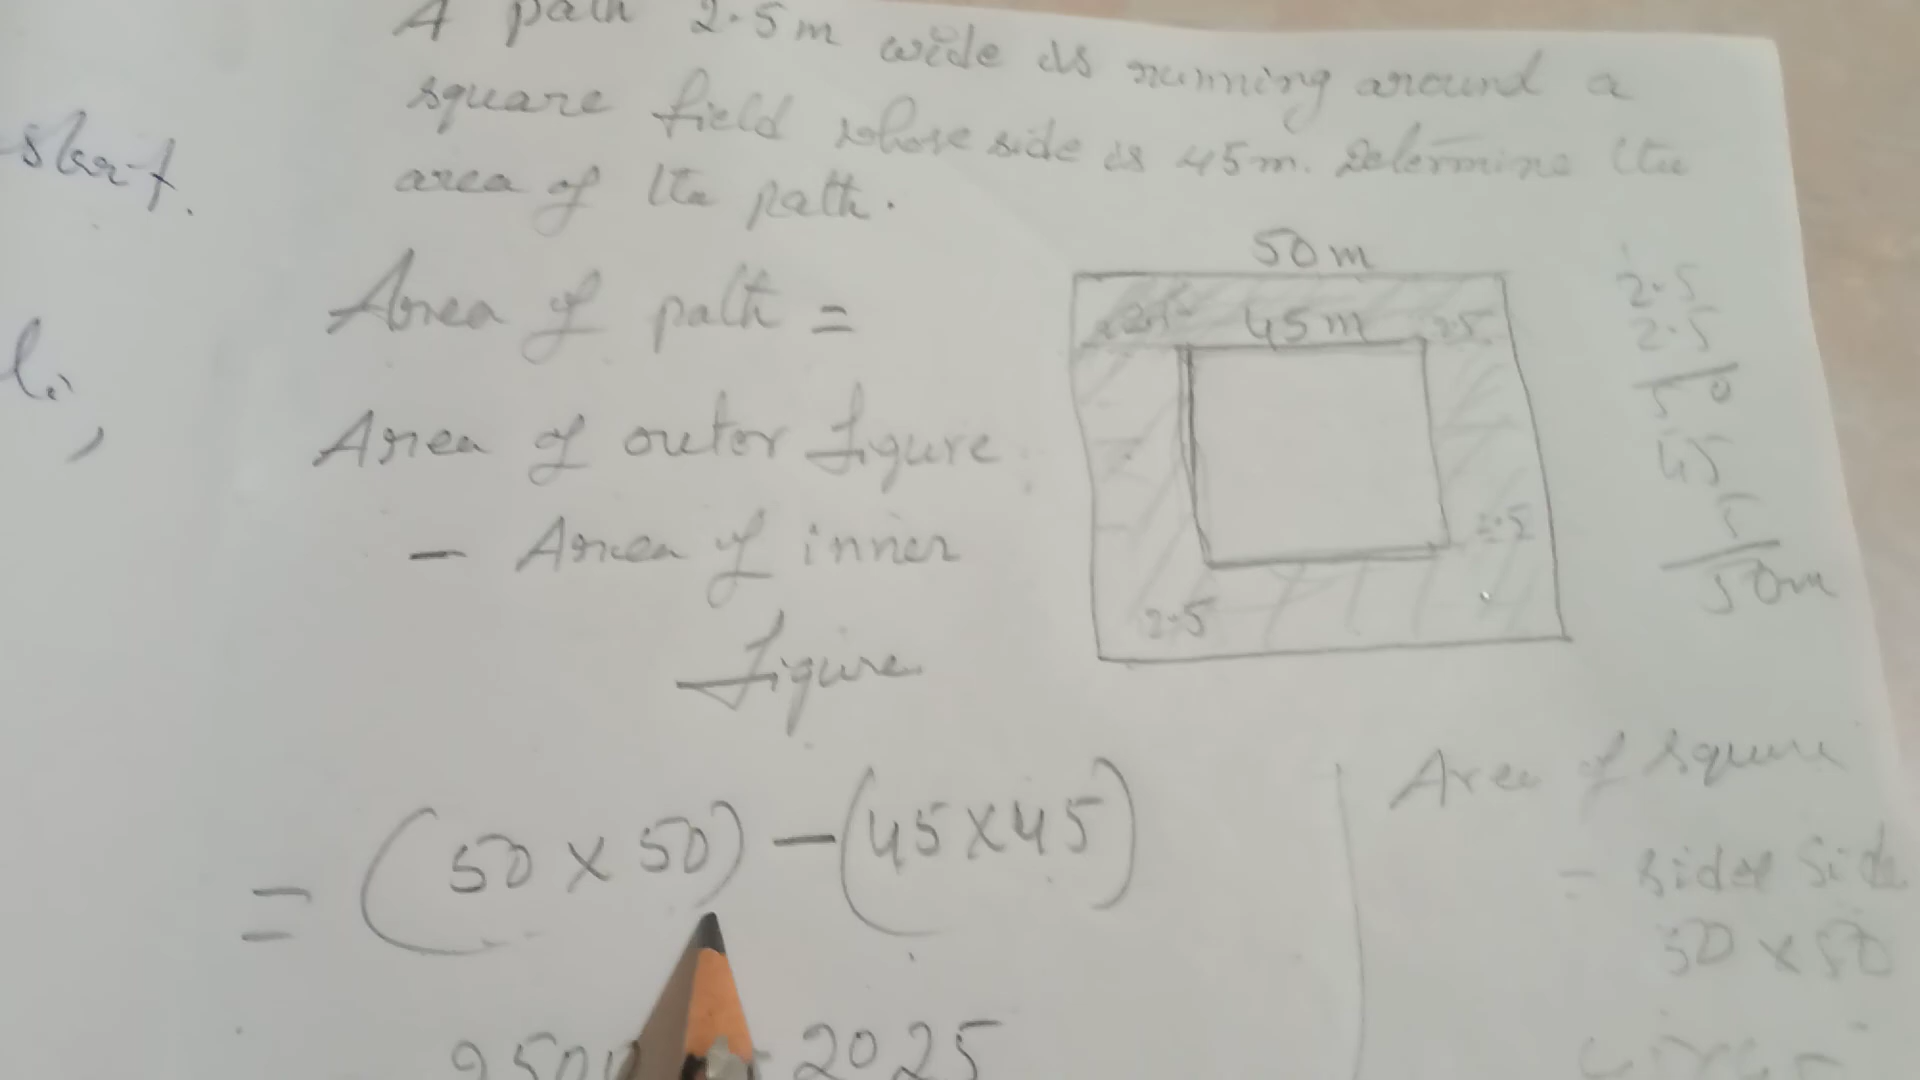 A path 2.5m wide is running around a
square field whose side is 45m. Determine the
area of the path.
start.
Area of path =
Area of outer figure
- Area of inner
figure
50m
45m
2.5
2.5
2.5
2.5
2.5
5 0
45
5
50m
= (50 x 50) - (45 x 45)
2500 - 2025
Area of square
= side x side
50 x 50